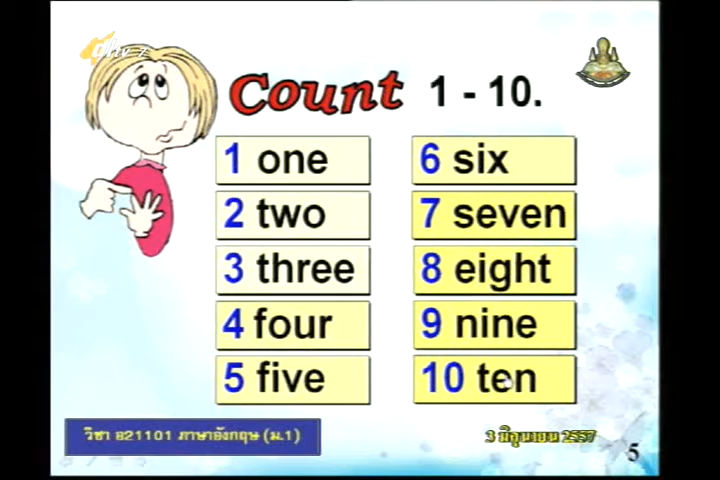 Count 1 - 10.
1 one
2 two
3 three
4 four
5 five
6 six
7 seven
8 eight
9 nine
10 ten
วิชา อ21101 ภาษาอังกฤษ (ม.1)
3 มิถุนายน 2557
5